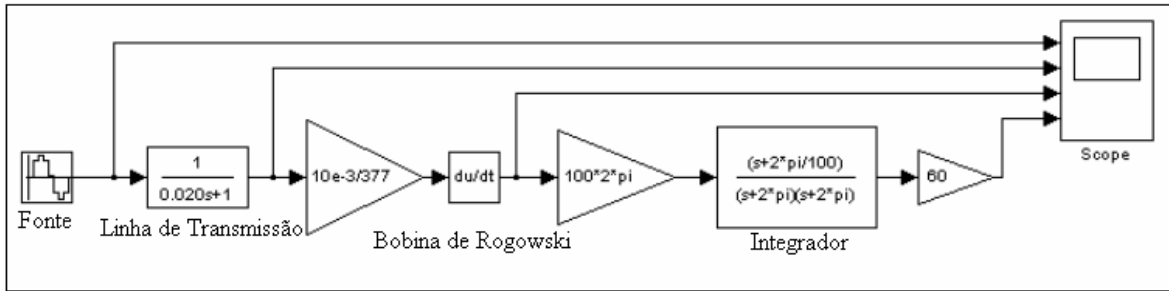 Scope
Fonte
1
0.020s+1
Linha de Transmissão
10e-3/377
du/dt
Bobina de Rogowski
100*2*pi
(s+2*pi/100)
(s+2*pi)(s+2*pi)
Integrador
60